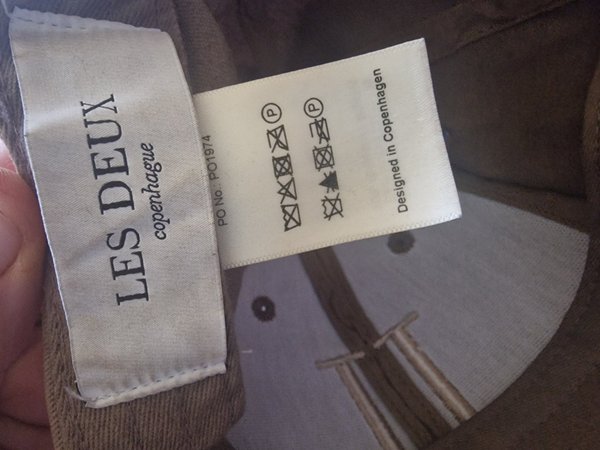 LES DEUX
copenhague
PO No.: PO1974
P
P
Designed in Copenhagen